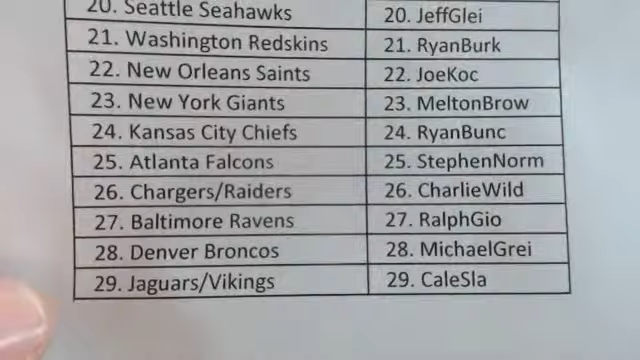 20. Seattle Seahawks 20. JeffGlei
21. Washington Redskins 21. RyanBurk
22. New Orleans Saints 22. JoeKoc
23. New York Giants 23. MeltonBrow
24. Kansas City Chiefs 24. RyanBunc
25. Atlanta Falcons 25. StephenNorm
26. Chargers/Raiders 26. CharlieWild
27. Baltimore Ravens 27. RalphGio
28. Denver Broncos 28. MichaelGrei
29. Jaguars/Vikings 29. CaleSla